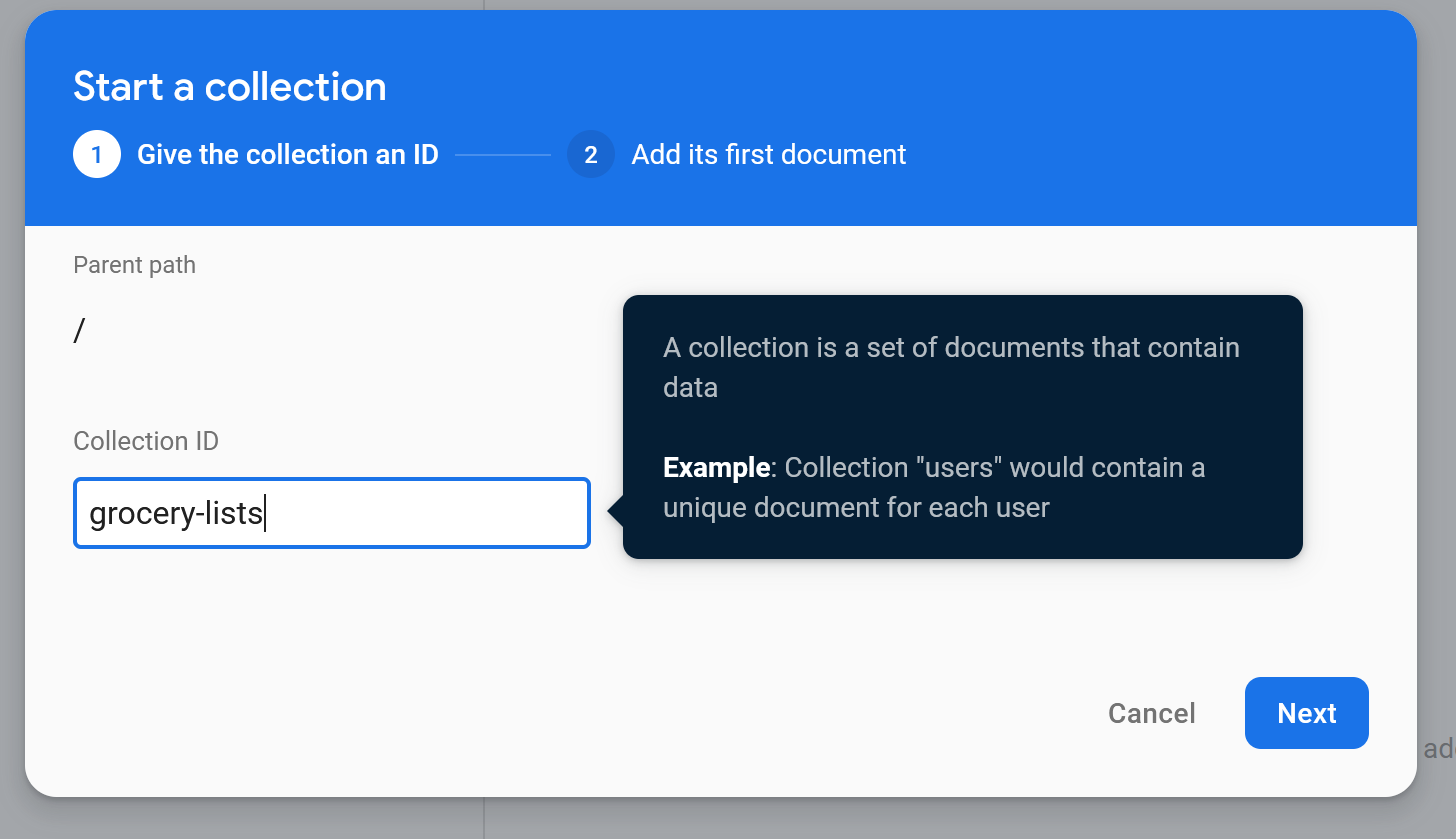 Start a collection
1 Give the collection an ID 2 Add its first document
Parent path
/
A collection is a set of documents that contain
data
Collection ID
Example: Collection "users" would contain a
unique document for each user
grocery-lists
Cancel Next